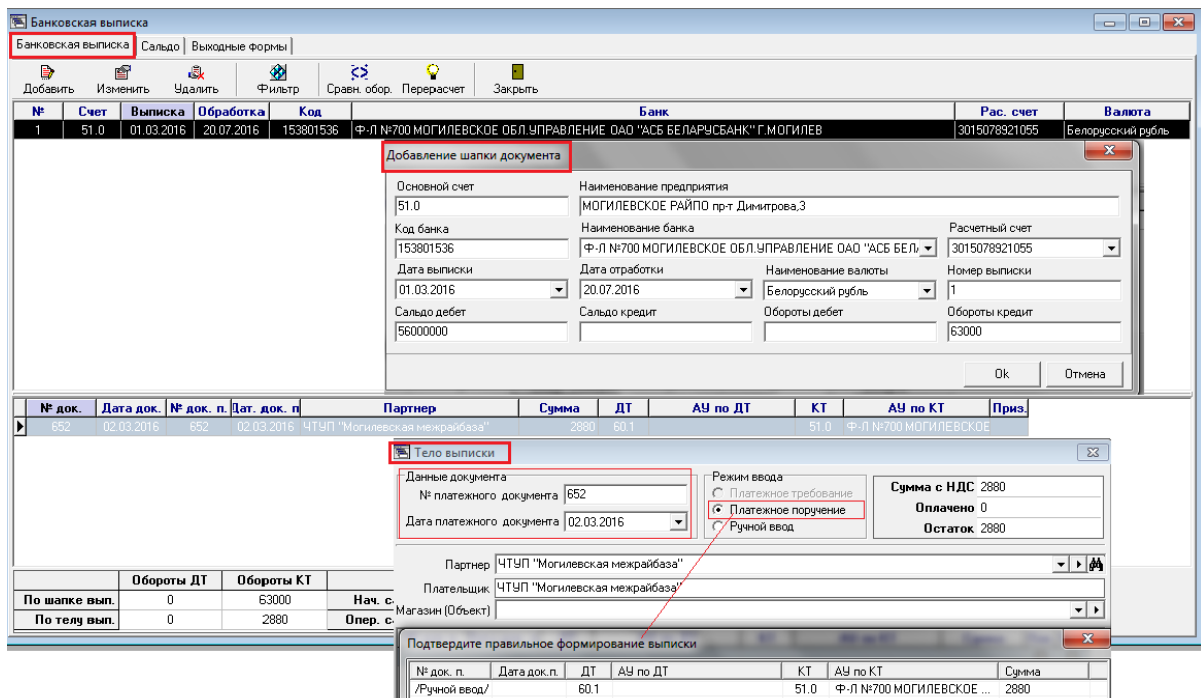 Банковская выписка
Банковская выписка Сальдо Выходные формы
Добавить Изменить Удалить Фильтр Сравн. обор. Перерасчет Закрыть
№ Счет Выписка Обработка Код Банк Рас. счет Валюта
1 51.0 01.03.2016 20.07.2016 153801536 Ф-Л №700 МОГИЛЕВСКОЕ ОБЛ.УПРАВЛЕНИЕ ОАО "АСБ БЕЛАРУСБАНК" Г.МОГИЛЕВ 3015078921055 Белорусский рубль
Добавление шапки документа
Основной счет Наименование предприятия
51.0 МОГИЛЕВСКОЕ РАЙПО пр-т Димитрова,3
Код банка Наименование банка Расчетный счет
153801536 Ф-Л №700 МОГИЛЕВСКОЕ ОБЛ.УПРАВЛЕНИЕ ОАО "АСБ БЕЛ 3015078921055
Дата выписки Дата отработки Наименование валюты Номер выписки
01.03.2016 20.07.2016 Белорусский рубль 1
Сальдо дебет Сальдо кредит Обороты дебет Обороты кредит
56000000 63000
Ok Отмена
№ док. Дата док. № док. п. Дат. док. п Партнер Сумма ДТ АУ по ДТ КТ АУ по КТ Приз.
652 02.03.2016 652 02.03.2016 ЧТУП "Могилевская межрайбаза" 2880 60.1 51.0 Ф-Л №700 МОГИЛЕВСКОЕ
Тело выписки
Данные документа Режим ввода
№ платежного документа 652 Платежное требование Сумма с НДС 2880
Платежное поручение Оплачено 0
Дата платежного документа 02.03.2016 Ручной ввод Остаток 2880
Партнер ЧТУП "Могилевская межрайбаза"
Плательщик ЧТУП "Могилевская межрайбаза"
Магазин (Объект)
Обороты ДТ Обороты КТ
По шапке вып. 0 63000 Нач. с
По телу вып. 0 2880 Опер. с
Подтвердите правильное формирование выписки
№ док. п. Дата док.п. ДТ АУ по ДТ КТ АУ по КТ Сумма
/Ручной ввод/ 60.1 51.0 Ф-Л №700 МОГИЛЕВСКОЕ ... 2880